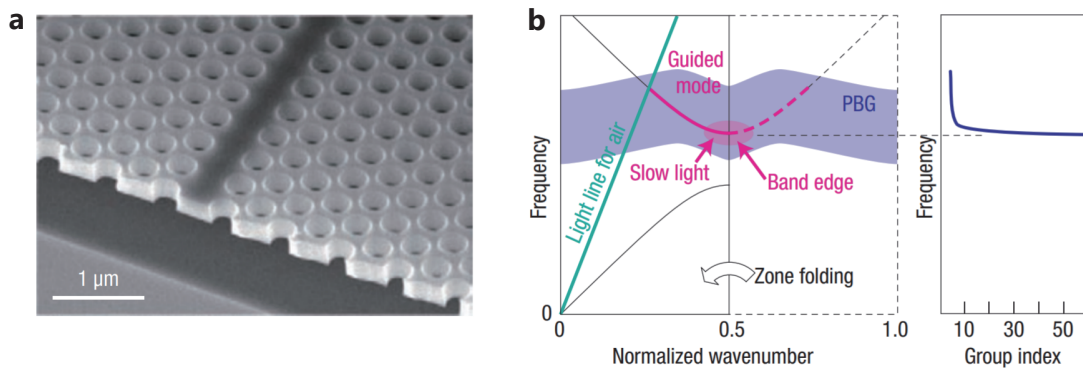 a
1 µm
b
Frequency
0
Guided
mode
Light line for air
Slow light
PBG
Band edge
Zone folding
0
0.5
1.0
Normalized wavenumber
Frequency
10
30
50
Group index